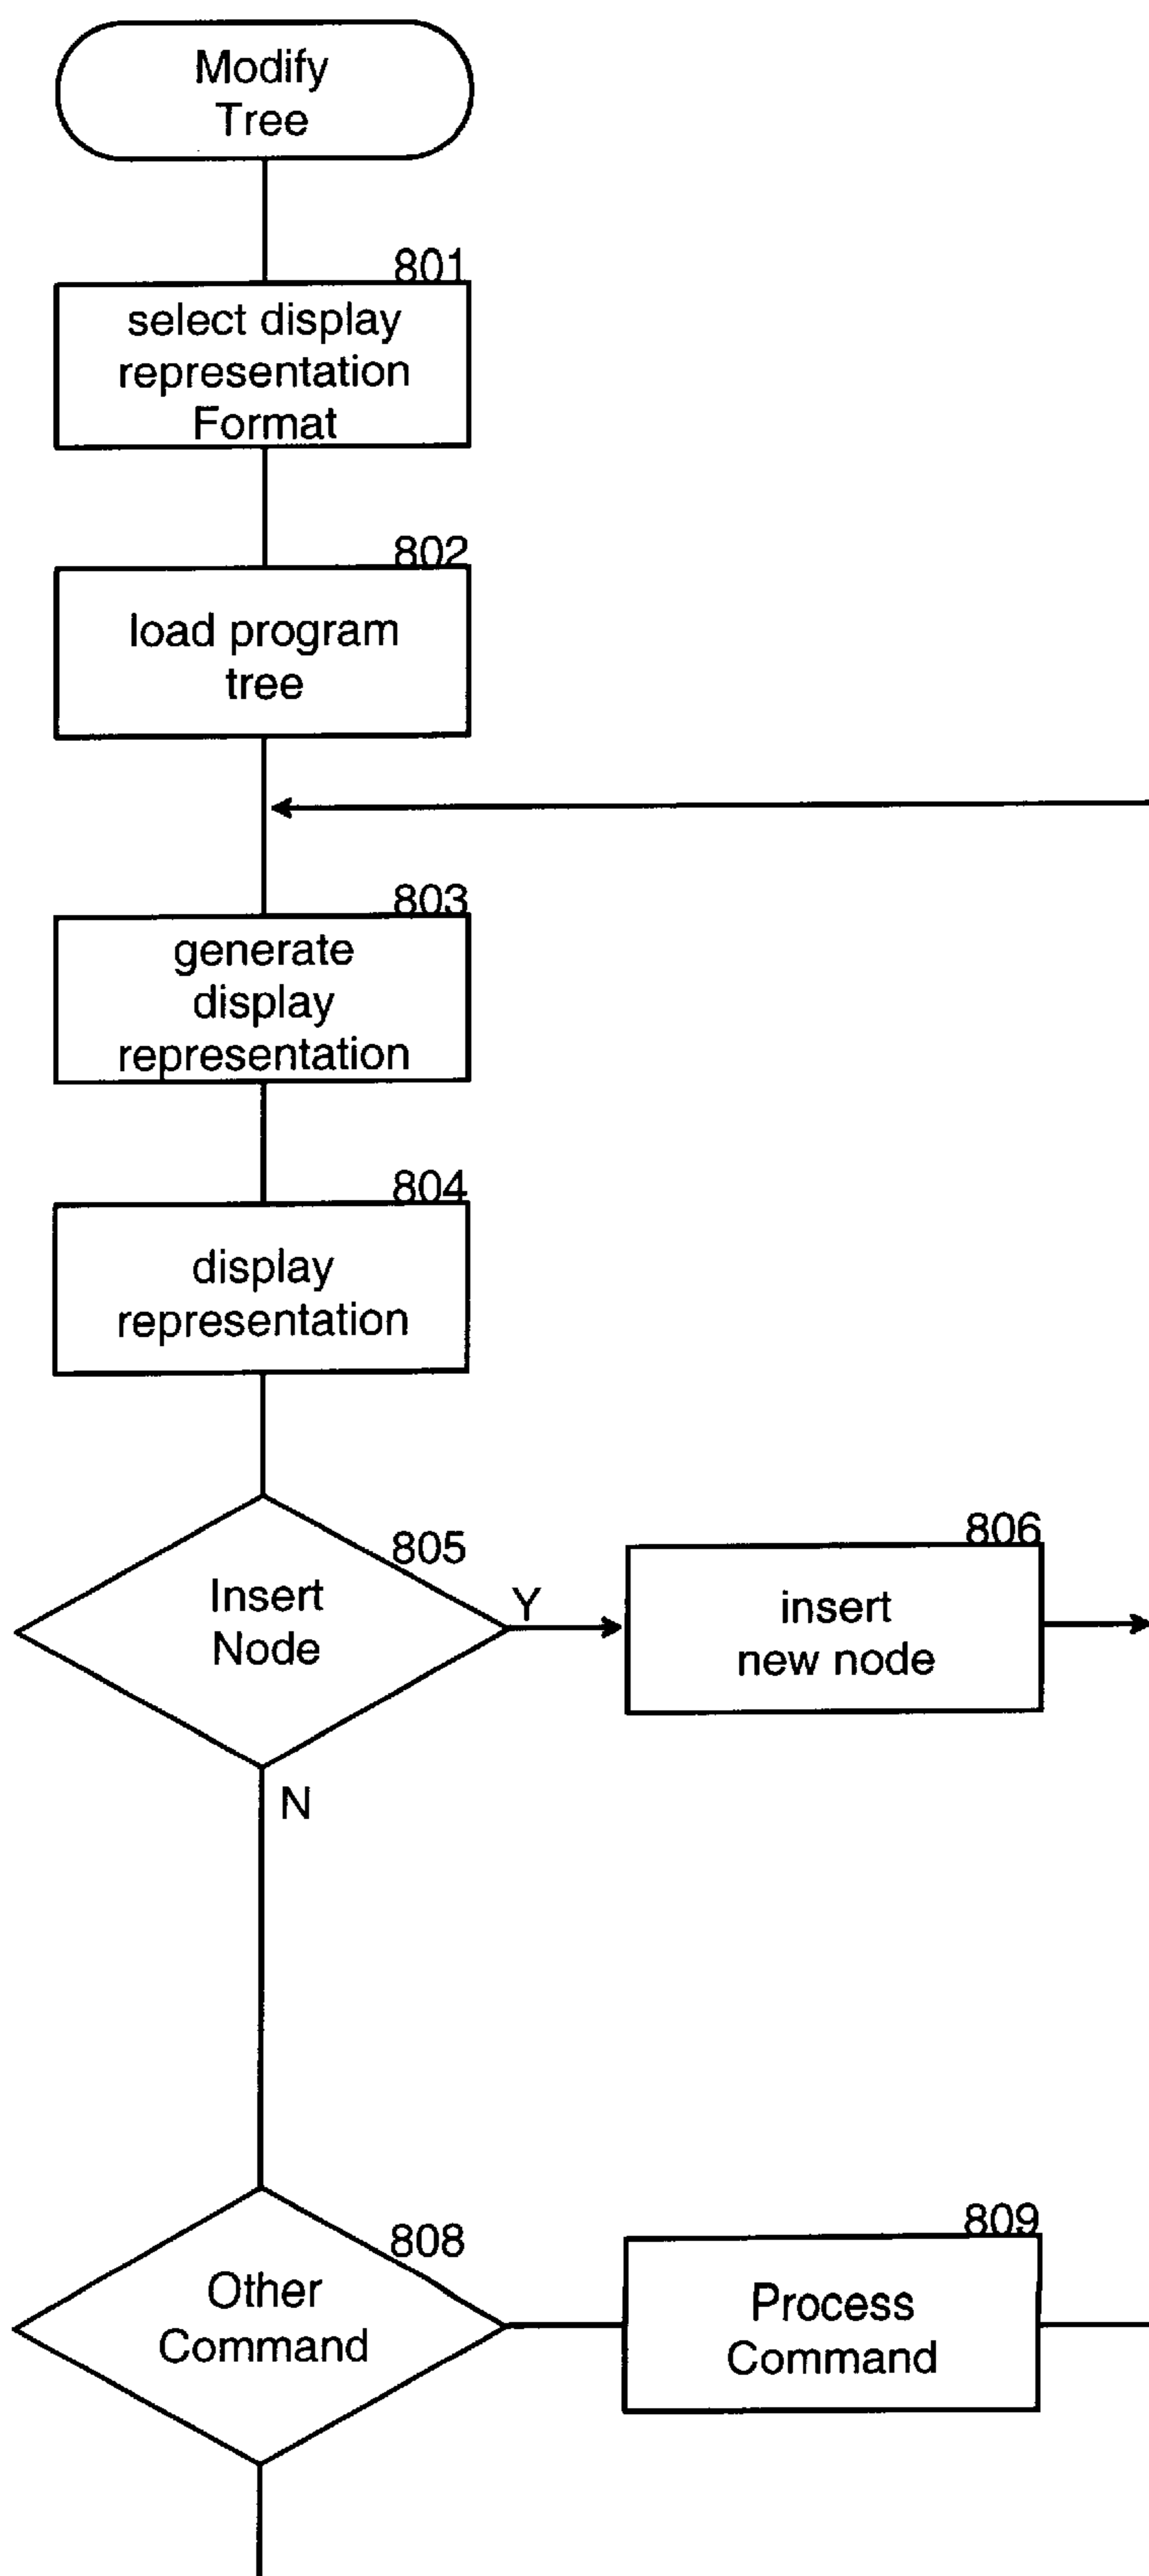 Modify
Tree
801
select display
representation
Format
802
load program
tree
803
generate
display
representation
804
display
representation
805
Insert
Node
Y
806
insert
new node
N
808
Other
Command
809
Process
Command